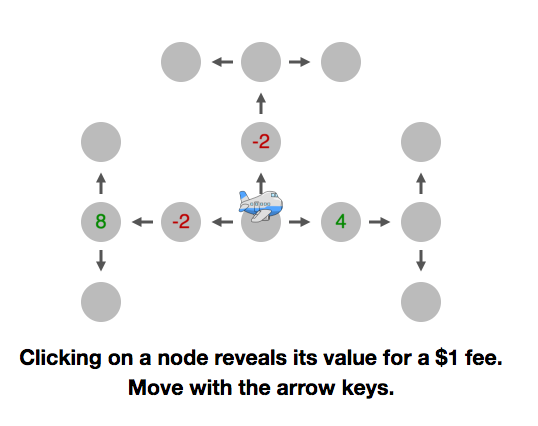 -2
8
-2
4
Clicking on a node reveals its value for a $1 fee.
Move with the arrow keys.